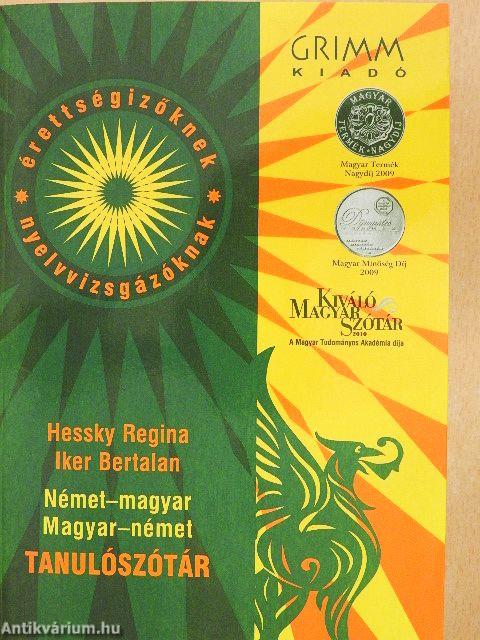 GRIMM
KIADÓ
MAGYAR
TERMÉK • NAGYDÍJ
Magyar Termék
Nagydíj 2009
Magyar Minőség Díj
2009
KIVÁLÓ
MAGYAR
SZÓTÁR
2010
A Magyar Tudományos Akadémia díja
érettségizőknek
nyelvvizsgázóknak
Hessky Regina
Iker Bertalan
Német–magyar
Magyar–német
TANULÓSZÓTÁR
Antikvárium.hu